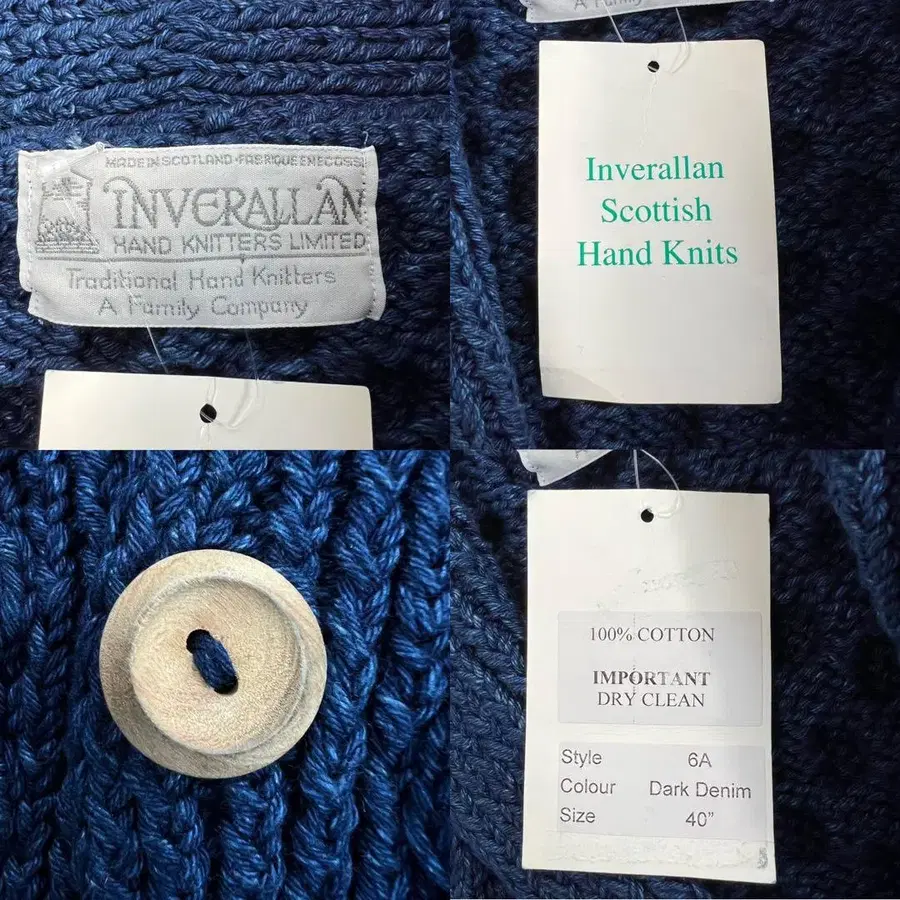 MADE IN SCOTLAND • FABRIQUE EN ECOSSE
INVERALLAN
HAND KNITTERS LIMITED
Traditional Hand Knitters
A Family Company
A Family
Inverallan
Scottish
Hand Knits
100% COTTON
IMPORTANT
DRY CLEAN
Style 6A
Colour Dark Denim
Size 40”